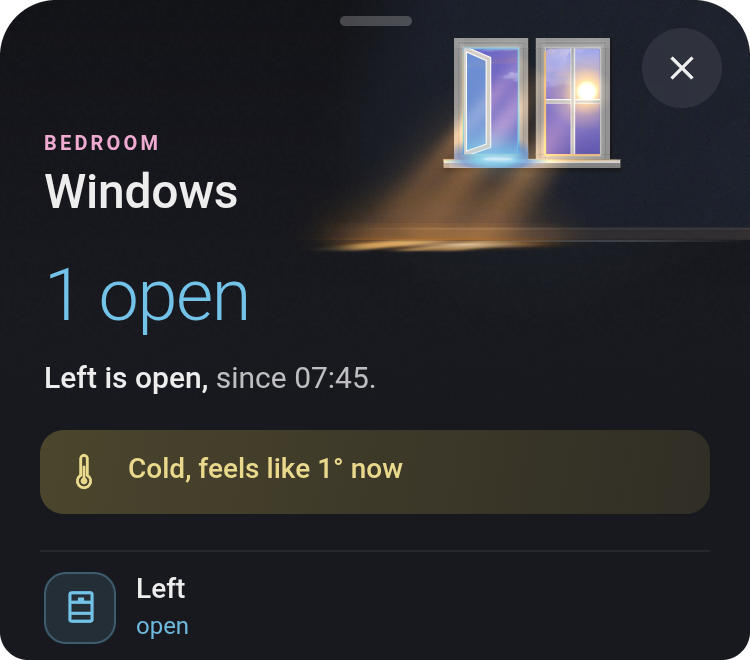 BEDROOM
Windows
1 open
Left is open, since 07:45.
Cold, feels like 1° now
Left
open